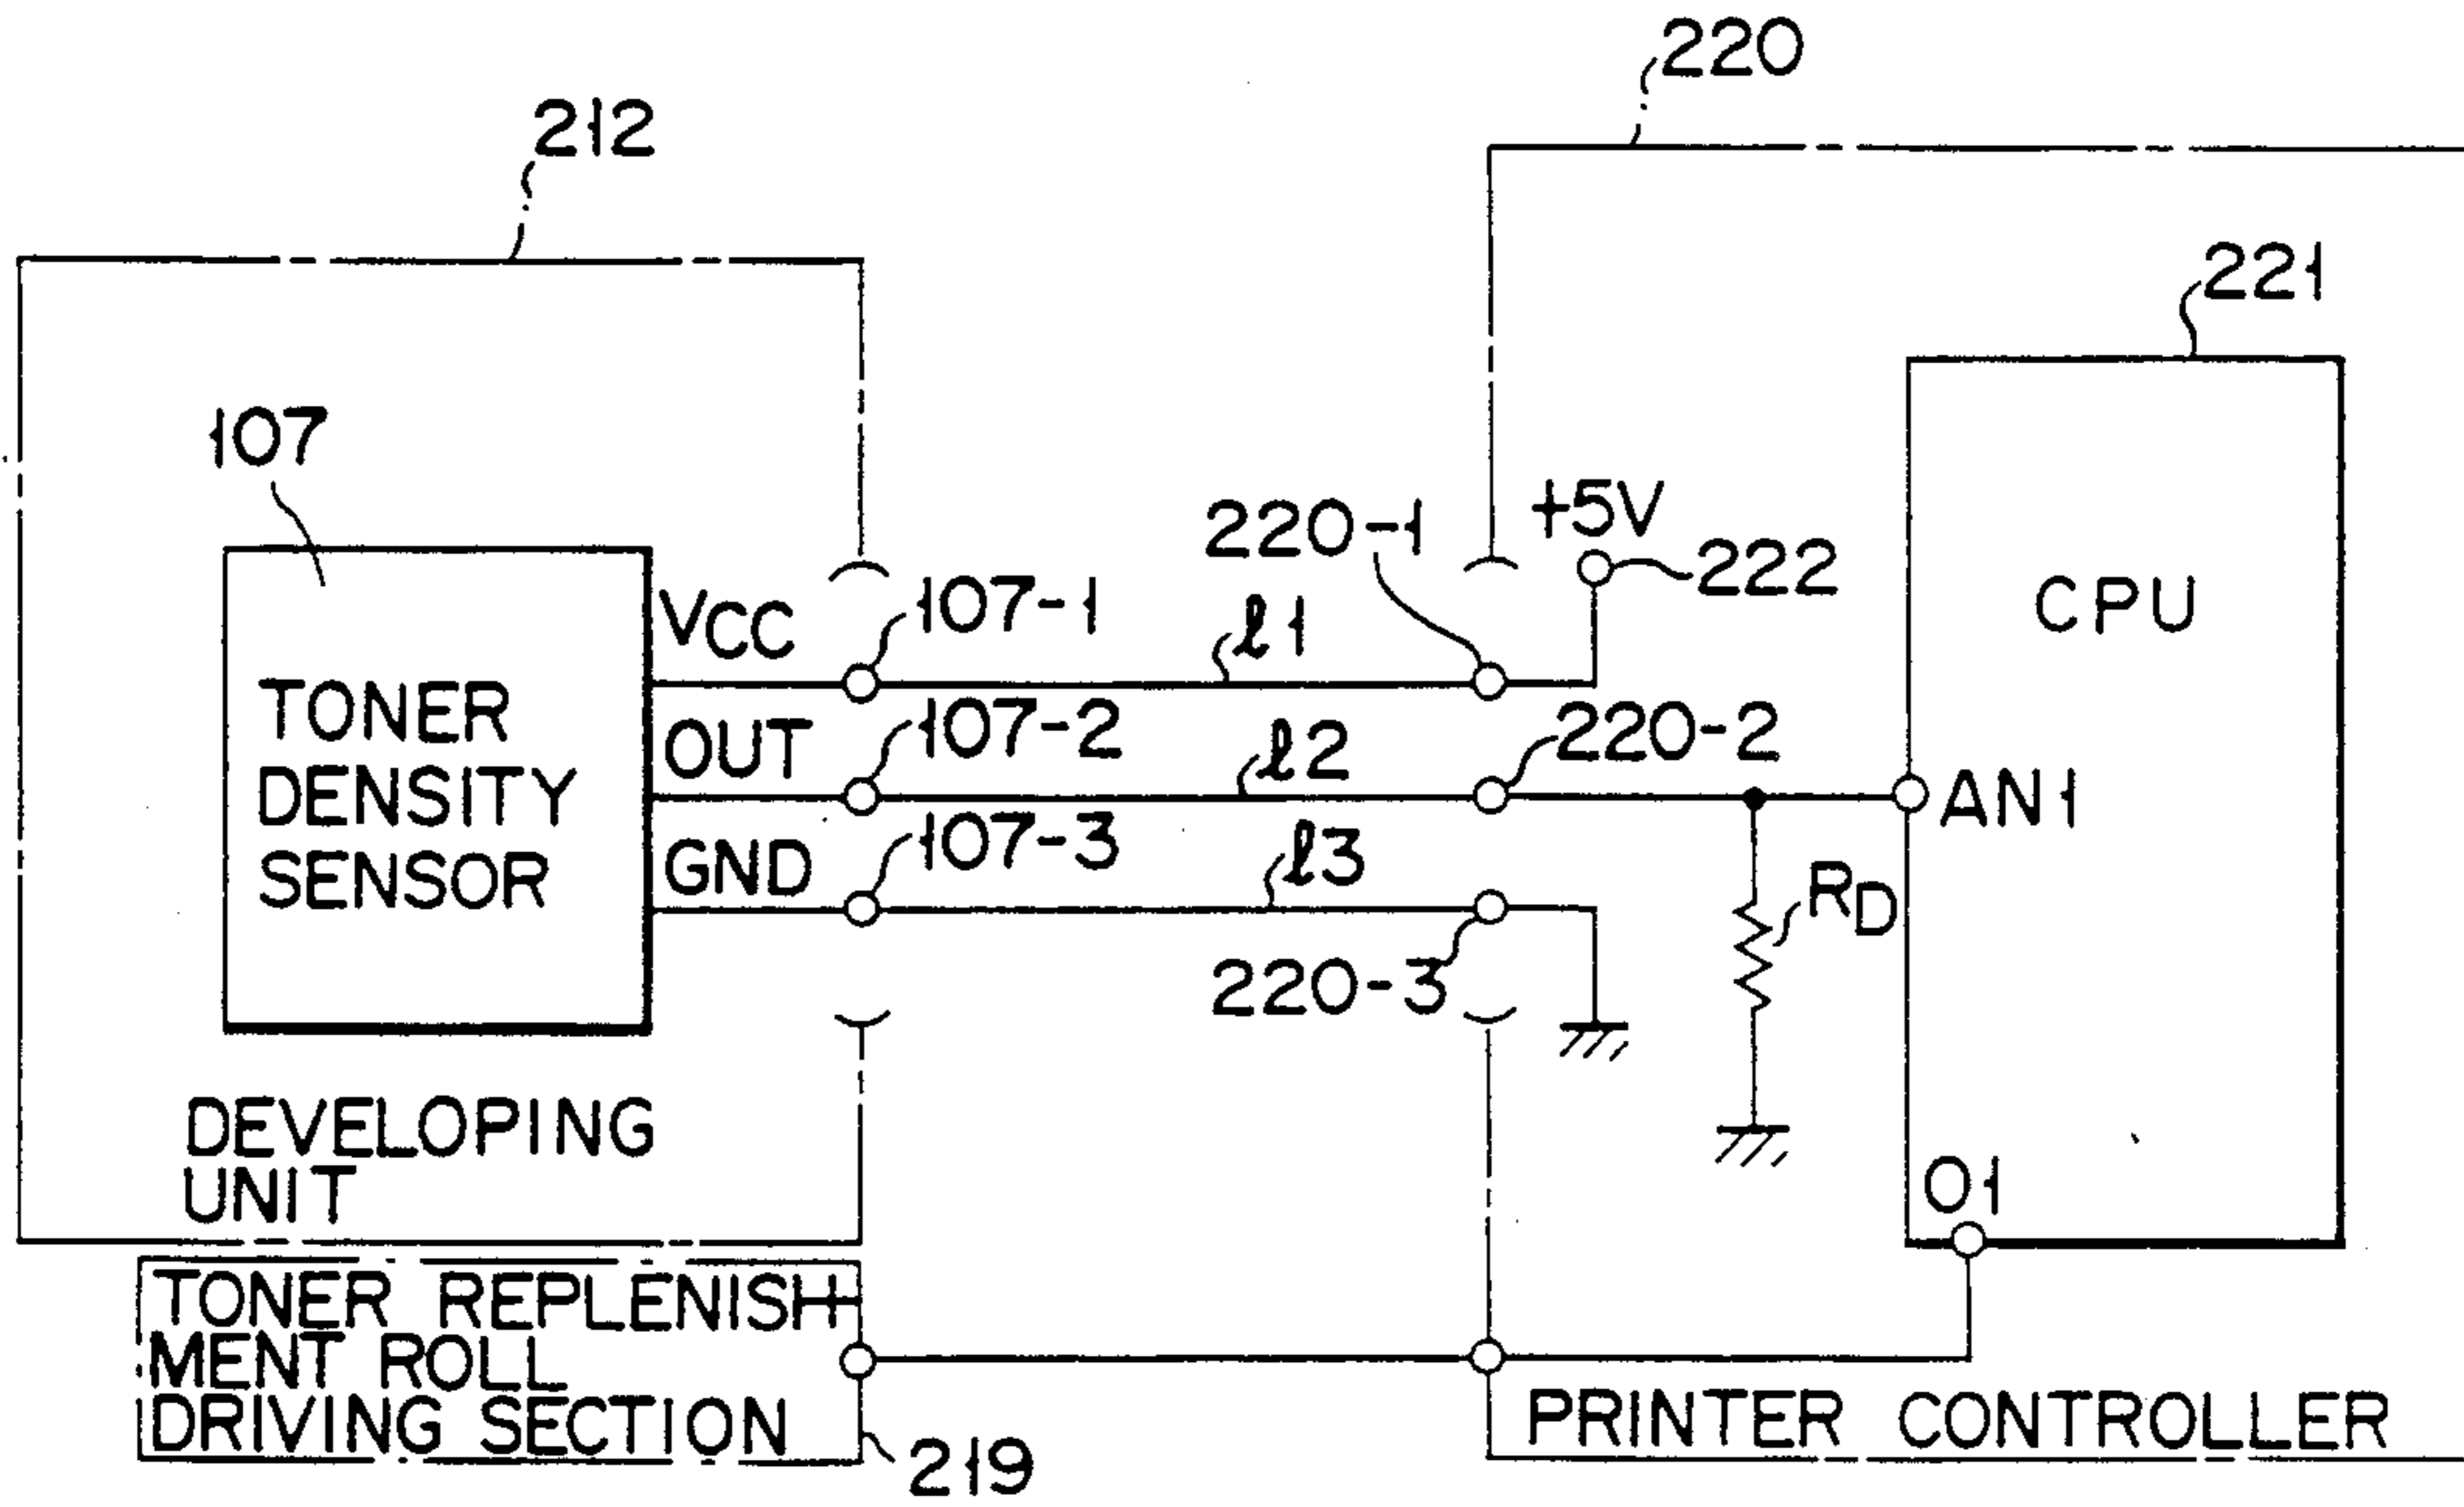 220
212
221
107
+5V
220-1
222
VCC
107-1
ℓ1
CPU
TONER
DENSITY
SENSOR
OUT
107-2
ℓ2
220-2
AN1
GND
107-3
ℓ3
RD
220-3
DEVELOPING
UNIT
O1
TONER REPLENISH-
MENT ROLL
DRIVING SECTION
219
PRINTER CONTROLLER